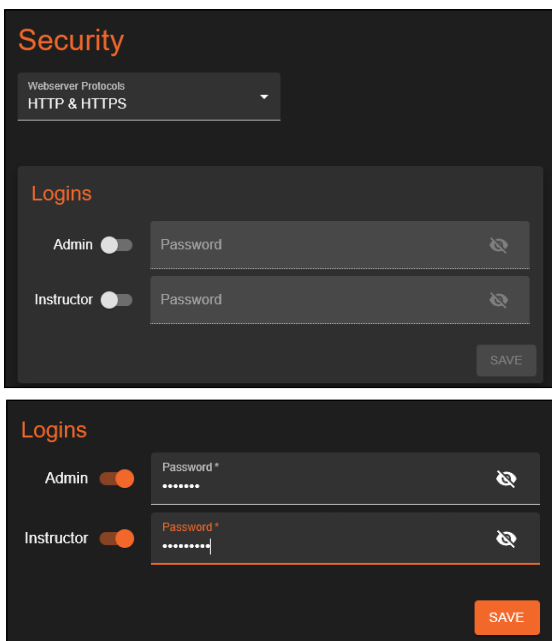 Security
Webserver Protocols
HTTP & HTTPS
Logins
Admin Password
Instructor Password
SAVE
Logins
Admin Password *
•••••••
Instructor Password *
•••••••••
SAVE